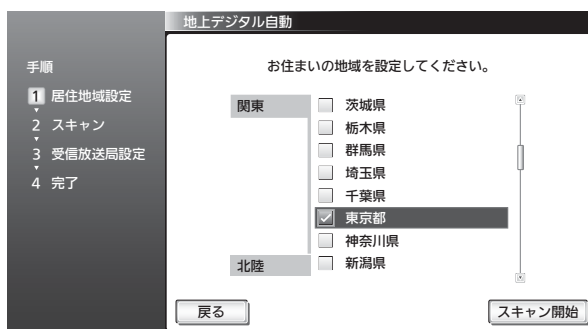 地上デジタル自動
手順
1 居住地域設定
2 スキャン
3 受信放送局設定
4 完了
お住まいの地域を設定してください。
関東
茨城県
栃木県
群馬県
埼玉県
千葉県
東京都
神奈川県
北陸
新潟県
戻る
スキャン開始